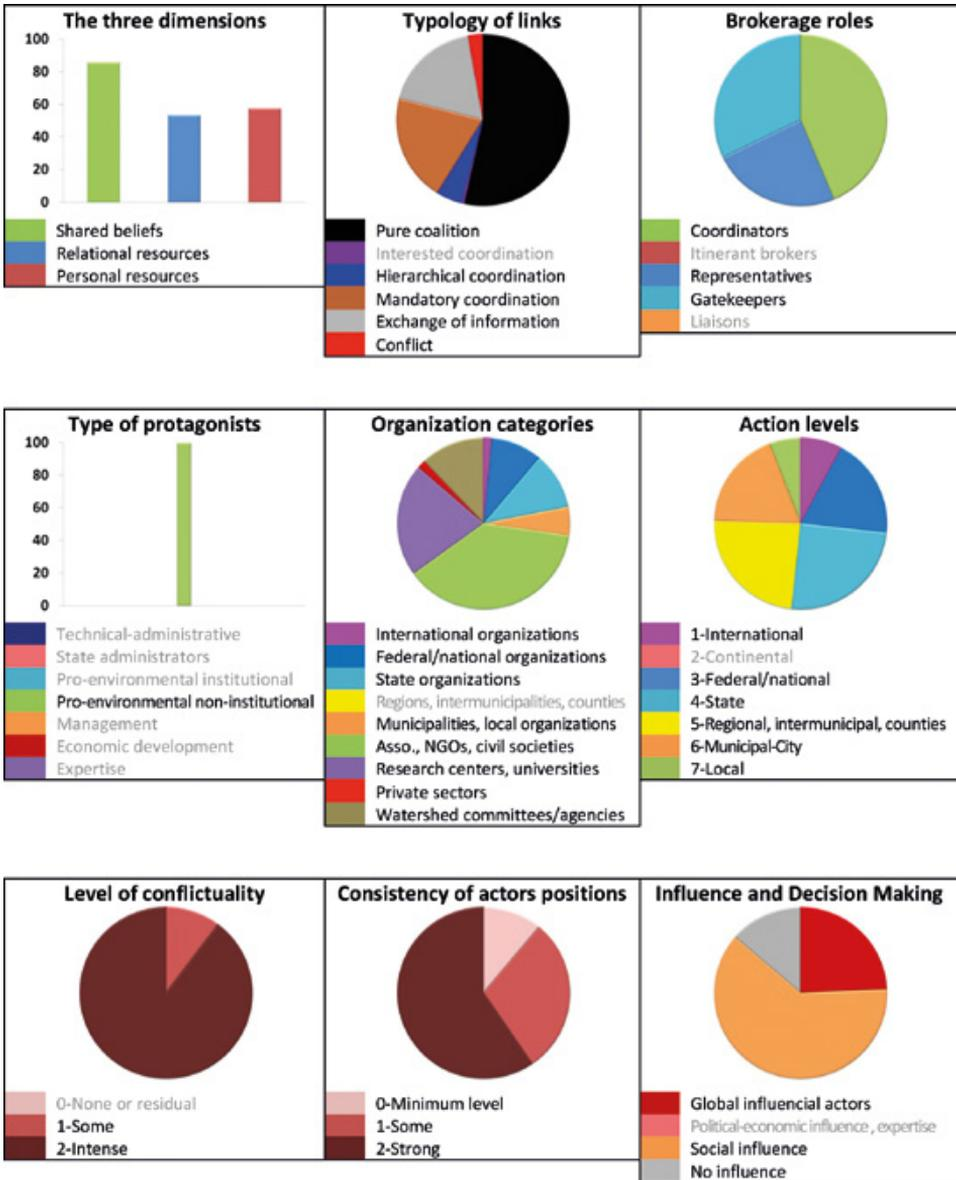 The three dimensions
100
80
60
40
20
0
Shared beliefs
Relational resources
Personal resources
Typology of links
Pure coalition
Interested coordination
Hierarchical coordination
Mandatory coordination
Exchange of information
Conflict
Brokerage roles
Coordinators
Itinerant brokers
Representatives
Gatekeepers
Liaisons
Type of protagonists
100
80
60
40
20
0
Technical-administrative
State administrators
Pro-environmental institutional
Pro-environmental non-institutional
Management
Economic development
Expertise
Organization categories
International organizations
Federal/national organizations
State organizations
Regions, intermunicipalities, counties
Municipalities, local organizations
Asso., NGOs, civil societies
Research centers, universities
Private sectors
Watershed committees/agencies
Action levels
1-International
2-Continental
3-Federal/national
4-State
5-Regional, intermunicipal, counties
6-Municipal-City
7-Local
Level of conflictuality
0-None or residual
1-Some
2-Intense
Consistency of actors positions
0-Minimum level
1-Some
2-Strong
Influence and Decision Making
Global influencial actors
Political-economic influence, expertise
Social influence
No influence